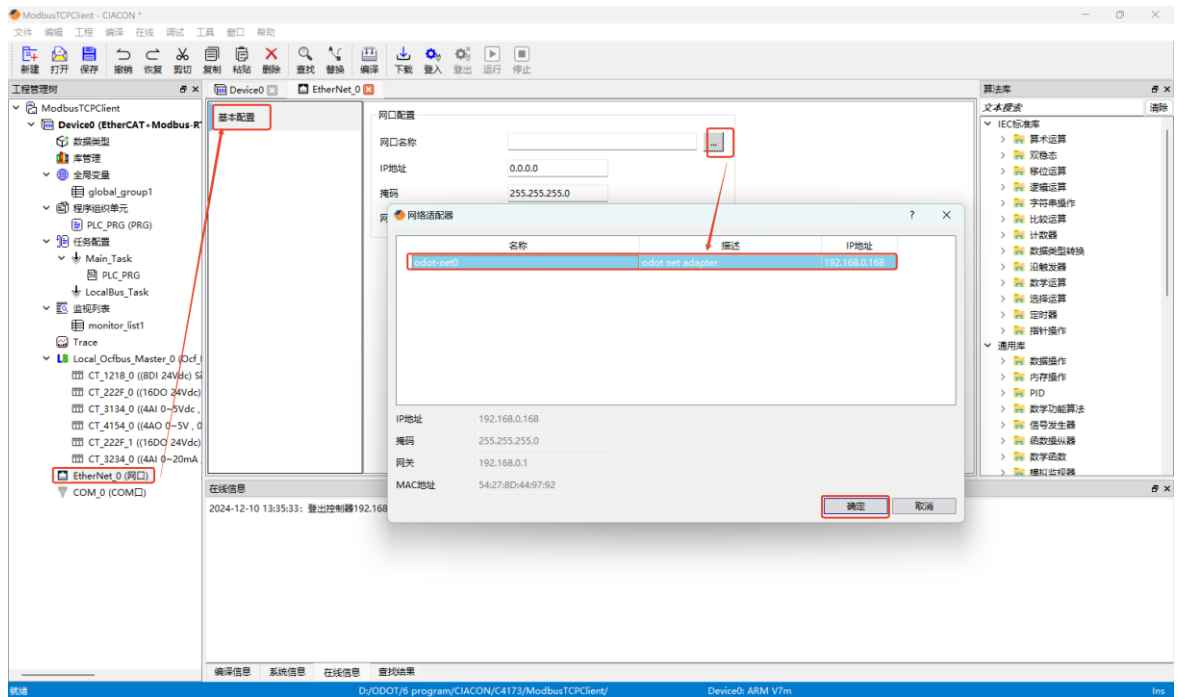 ModbusTCPClient - CIACON *
文件 编辑 工程 编译 在线 调试 工具 窗口 帮助
新建 打开 保存 撤销 恢复 剪切 复制 粘贴 删除 查找 替换 编译 下载 登入 登出 运行 停止
工程管理树
ModbusTCPClient
Device0 (EtherCAT+Modbus-R
数据类型
库管理
全局变量
global_group1
程序组织单元
PLC_PRG (PRG)
任务配置
Main_Task
PLC_PRG
LocalBus_Task
监视列表
monitor_list1
Trace
Local_Ocfbus_Master_0 (Ocf_
CT_1218_0 ((8DI 24Vdc) Si
CT_222F_0 ((16DO 24Vdc)
CT_3134_0 ((4AI 0~5Vdc ,
CT_4154_0 ((4AO 0~5V , 0
CT_222F_1 ((16DO 24Vdc)
CT_3234_0 ((4AI 0~20mA
EtherNet_0 (网口)
COM_0 (COM口)
Device0 EtherNet_0
基本配置
网口配置
网口名称 ...
IP地址 0.0.0.0
掩码 255.255.255.0
网
网络适配器 ?
名称 描述 IP地址
odot-net0 odot net adapter 192.168.0.168
IP地址 192.168.0.168
掩码 255.255.255.0
网关 192.168.0.1
MAC地址 54:27:8D:44:97:92
确定 取消
算法库
文本搜索 清除
IEC标准库
算术运算
双稳态
移位运算
逻辑运算
字符串操作
比较运算
计数器
数据类型转换
沿触发器
数学运算
选择运算
定时器
指针操作
通用库
数据操作
内存操作
PID
数学功能算法
信号发生器
函数操纵器
数学函数
模拟监视器
在线信息
2024-12-10 13:35:33: 登出控制器192.168
编译信息 系统信息 在线信息 查找结果
就绪 D:/ODOT/6 program/CIACON/C4173/ModbusTCPClient/ Device0: ARM V7m Ins